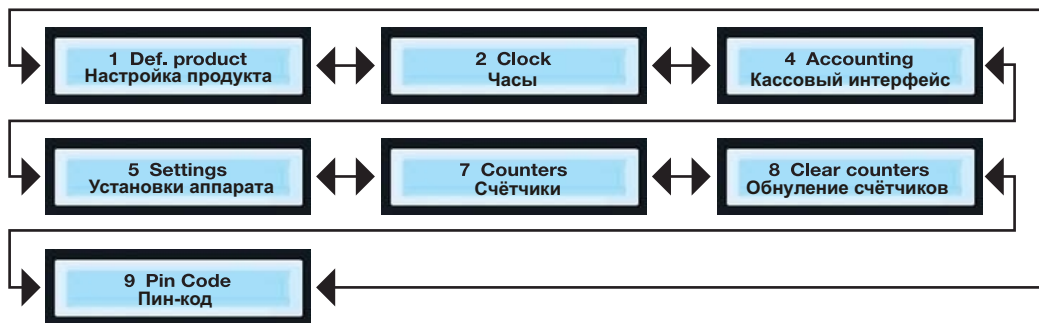 1 Def. product
Настройка продукта
2 Clock
Часы
4 Accounting
Кассовый интерфейс
5 Settings
Установки аппарата
7 Counters
Счётчики
8 Clear counters
Обнуление счётчиков
9 Pin Code
Пин-код